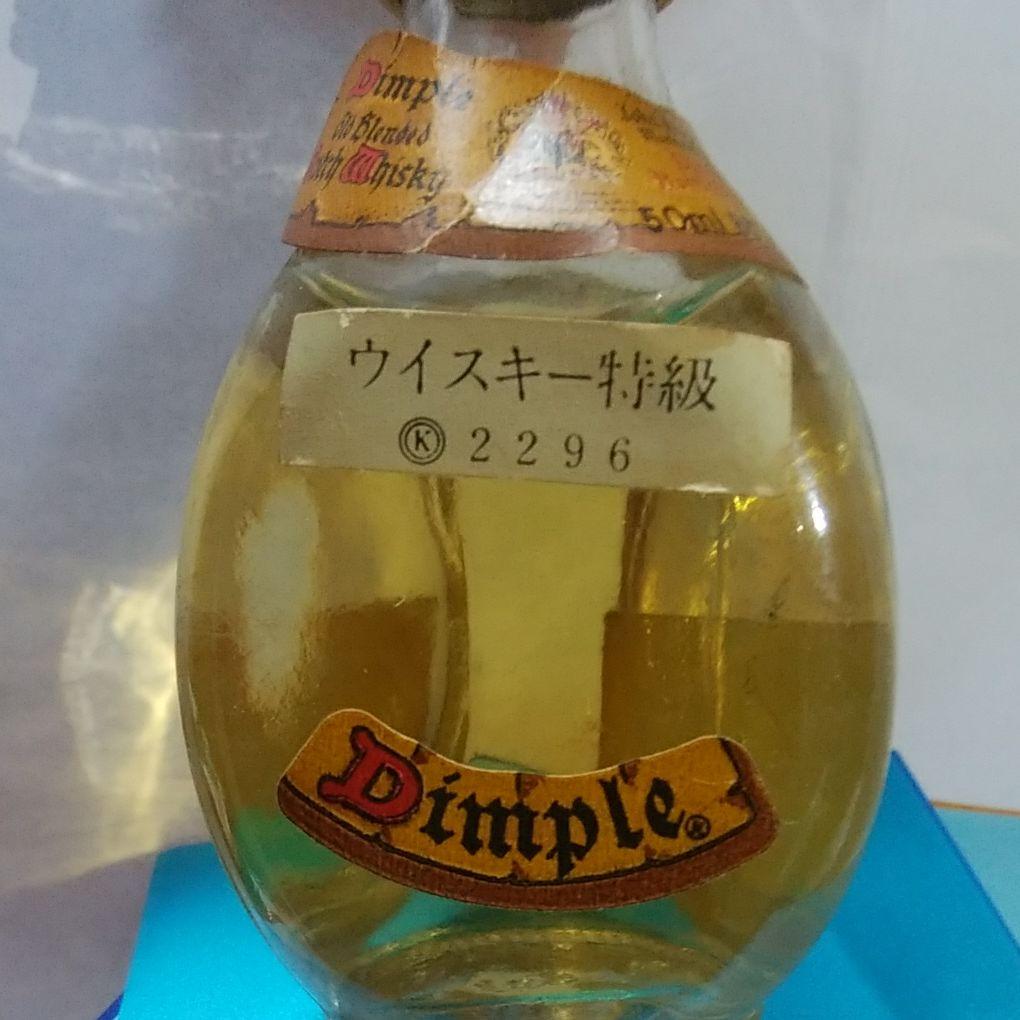 Dimple
Old Blended
Whisky
50ml
ウイスキー特級
Ⓚ2296
Dimple®